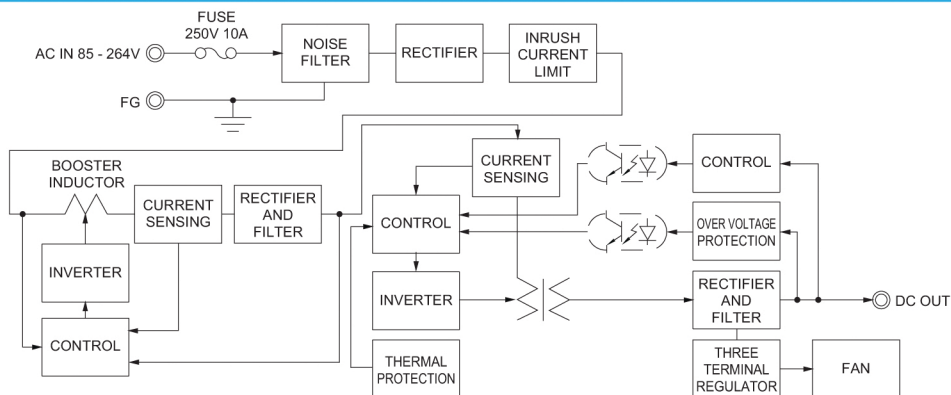 FUSE
250V 10A
AC IN 85 - 264V
NOISE
FILTER
RECTIFIER
INRUSH
CURRENT
LIMIT
FG
BOOSTER
INDUCTOR
CURRENT
SENSING
RECTIFIER
AND
FILTER
INVERTER
CONTROL
CURRENT
SENSING
CONTROL
INVERTER
THERMAL
PROTECTION
CONTROL
OVER VOLTAGE
PROTECTION
RECTIFIER
AND
FILTER
DC OUT
THREE
TERMINAL
REGULATOR
FAN